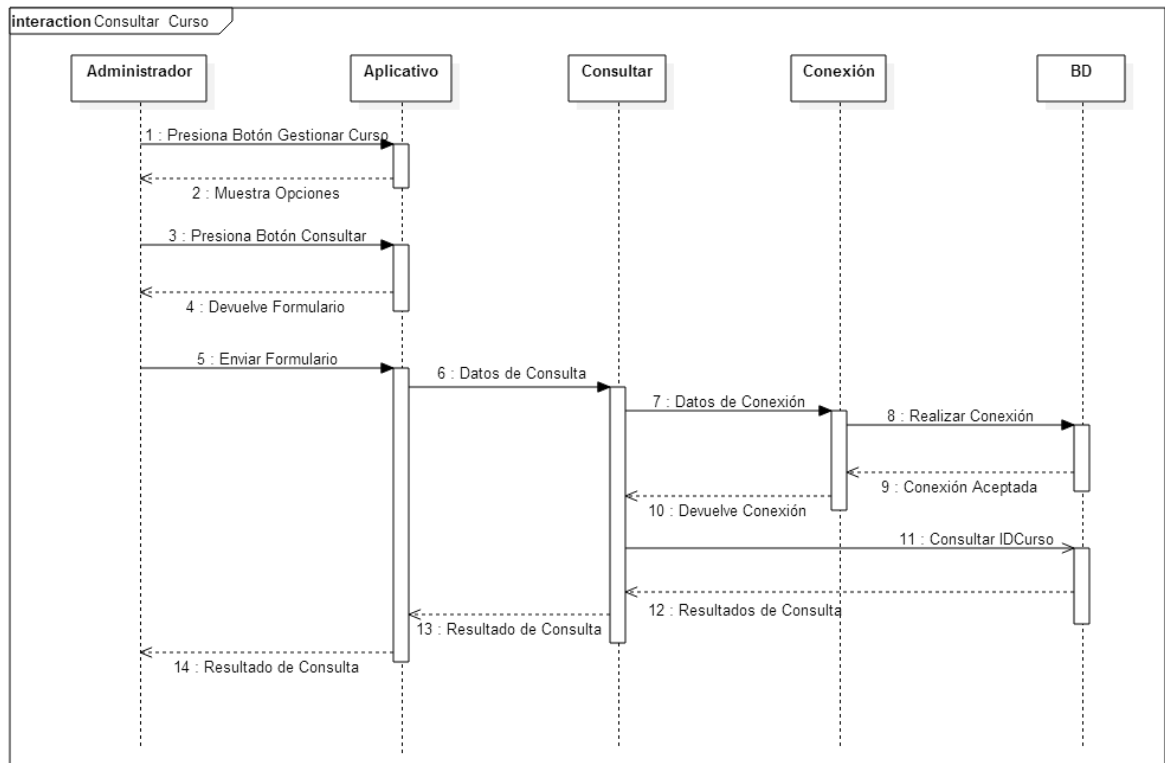 interaction Consultar Curso
Administrador
Aplicativo
Consultar
Conexión
BD
1 : Presiona Botón Gestionar Curso
2 : Muestra Opciones
3 : Presiona Botón Consultar
4 : Devuelve Formulario
5 : Enviar Formulario
6 : Datos de Consulta
7 : Datos de Conexión
8 : Realizar Conexión
9 : Conexión Aceptada
10 : Devuelve Conexión
11 : Consultar IDCurso
12 : Resultados de Consulta
13 : Resultado de Consulta
14 : Resultado de Consulta